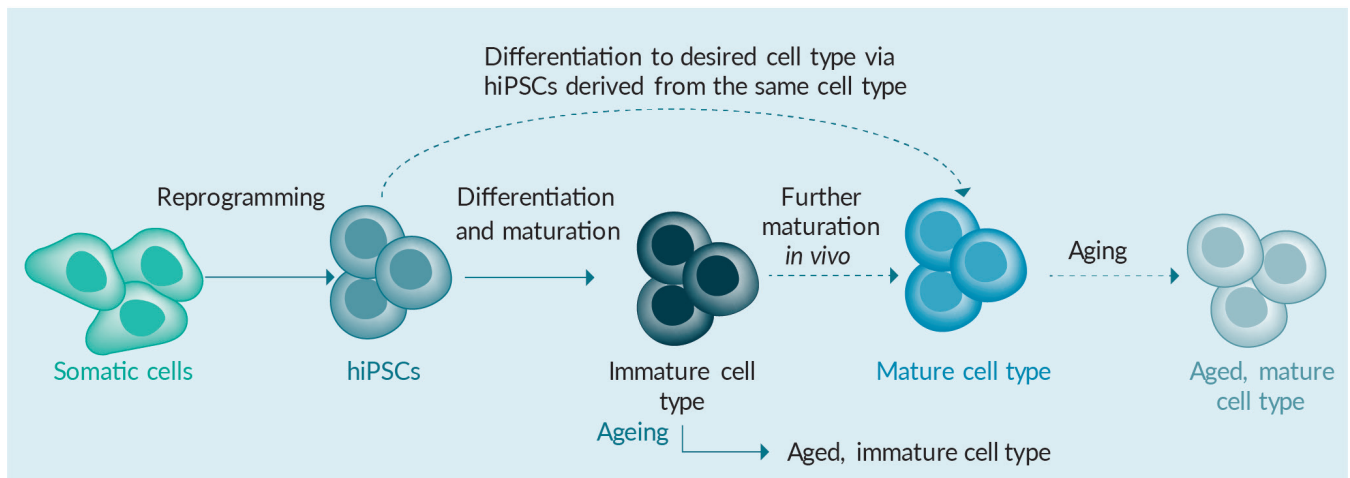 Differentiation to desired cell type via
hiPSCs derived from the same cell type
Reprogramming
Differentiation
and maturation
Further
maturation
in vivo
Aging
Somatic cells
hiPSCs
Immature cell
type
Mature cell type
Aged, mature
cell type
Ageing
Aged, immature cell type